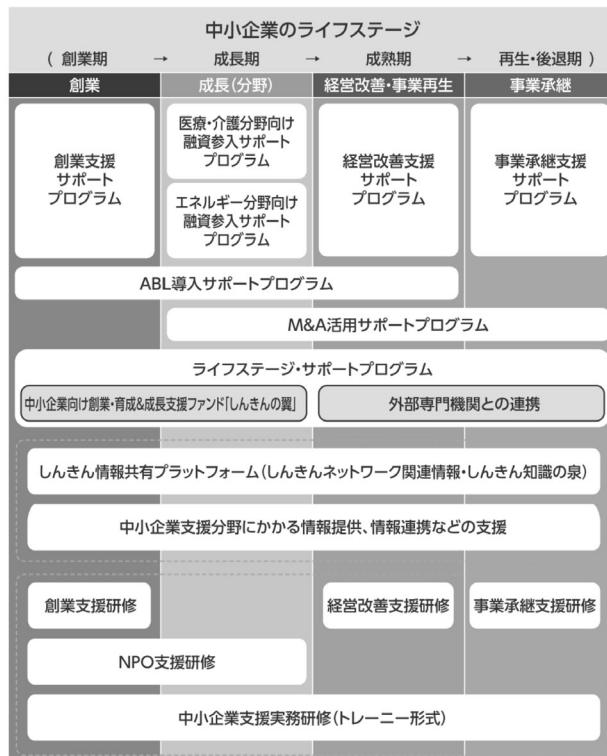 中小企業のライフステージ
( 創業期 → 成長期 → 成熟期 → 再生・後退期 )
創業 成長(分野) 経営改善・事業再生 事業承継
創業支援
サポート
プログラム
医療・介護分野向け
融資参入サポート
プログラム
エネルギー分野向け
融資参入サポート
プログラム
経営改善支援
サポート
プログラム
事業承継支援
サポート
プログラム
ABL導入サポートプログラム
M&A活用サポートプログラム
ライフステージ・サポートプログラム
中小企業向け創業・育成&成長支援ファンド「しんきんの翼」 外部専門機関との連携
しんきん情報共有プラットフォーム(しんきんネットワーク関連情報・しんきん知識の泉)
中小企業支援分野にかかる情報提供、情報連携などの支援
創業支援研修 経営改善支援研修 事業承継支援研修
NPO支援研修
中小企業支援実務研修(トレーニー形式)